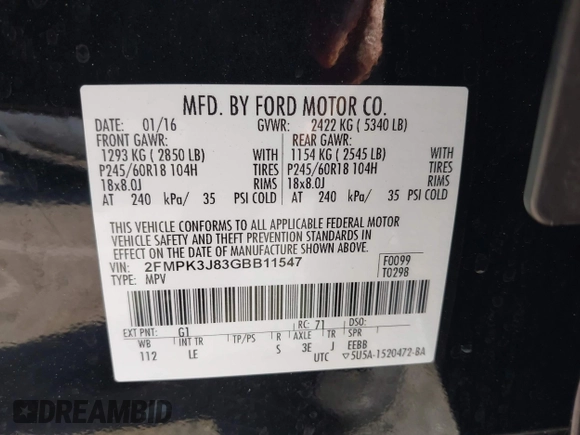 MFD. BY FORD MOTOR CO.
DATE: 01/16 GVWR: 2422 KG ( 5340 LB)
FRONT GAWR: REAR GAWR:
1293 KG ( 2850 LB) WITH 1154 KG ( 2545 LB) WITH
P245/60R18 104H TIRES P245/60R18 104H TIRES
18x8.0J RIMS 18x8.0J RIMS
AT 240 kPa/ 35 PSI COLD AT 240 kPa/ 35 PSI COLD
THIS VEHICLE CONFORMS TO ALL APPLICABLE FEDERAL MOTOR
VEHICLE SAFETY AND THEFT PREVENTION STANDARDS IN
EFFECT ON THE DATE OF MANUFACTURE SHOWN ABOVE.
VIN: 2FMPK3J83GBB11547 F0099
TYPE: MPV T0298
EXT PNT: G1 RC: 71 DSO:
WB INT TR TP/PS R AXLE TR SPR
112 LE S 3E J EEBB
UTC ▽5U5A-1520472-BA
DREAMBID